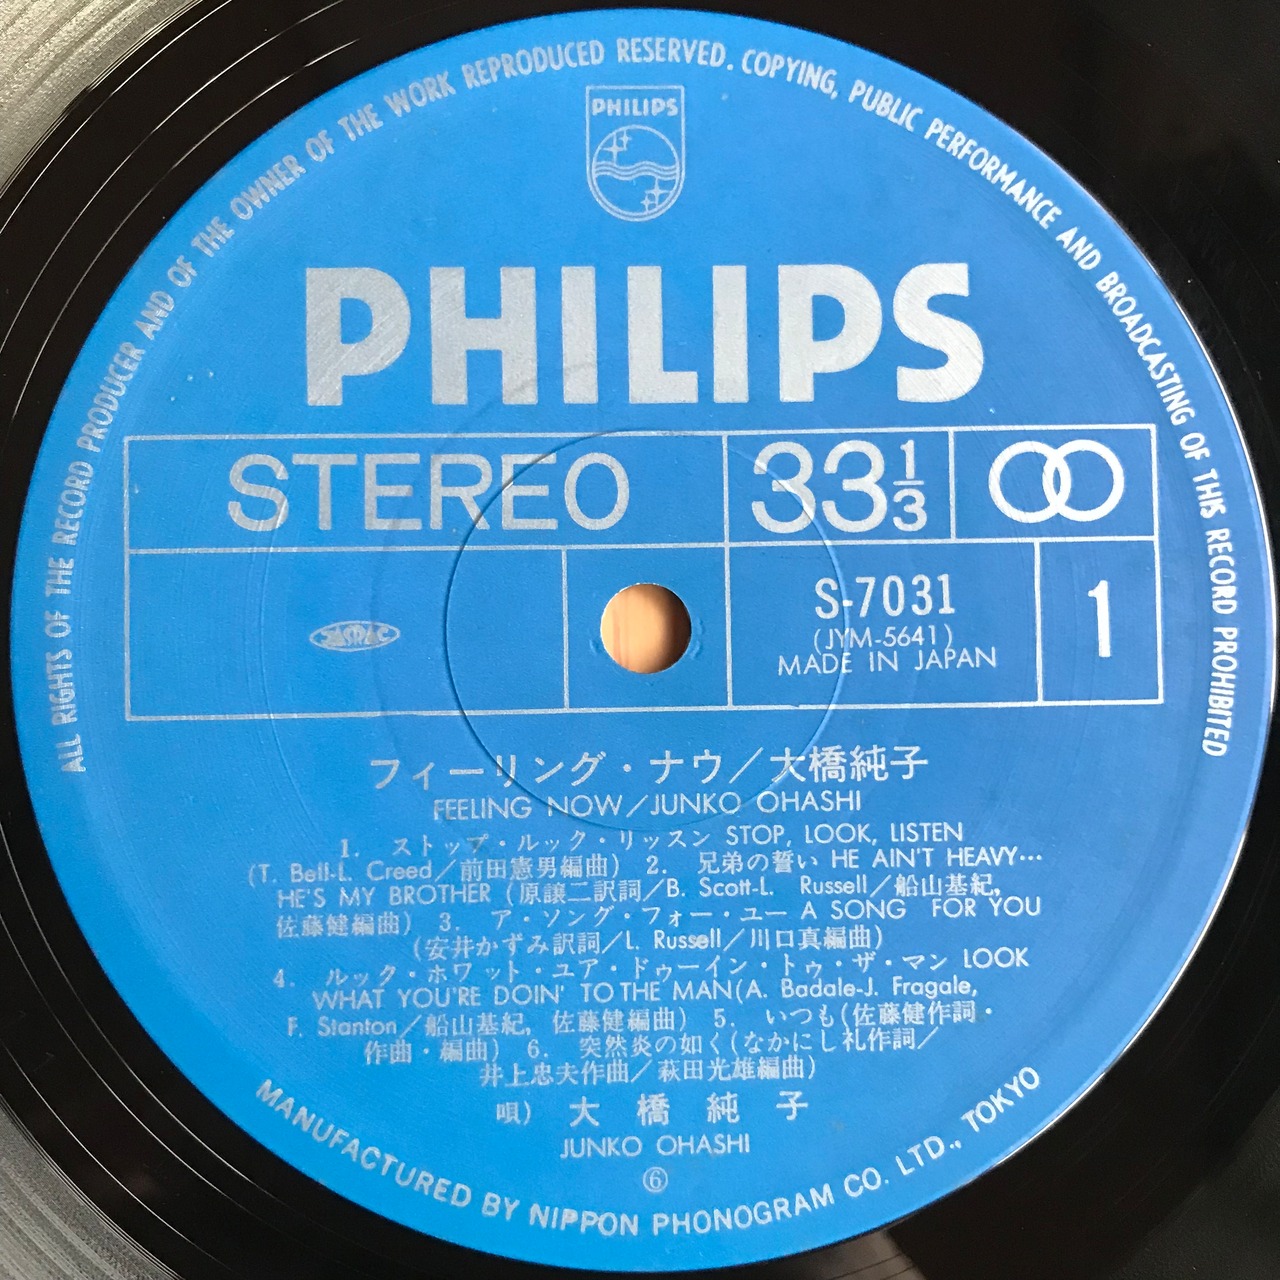 ALL RIGHTS OF THE RECORD PRODUCER AND OF THE OWNER OF THE WORK REPRODUCED RESERVED. COPYING, PUBLIC PERFORMANCE AND BROADCASTING OF THIS RECORD PROHIBITED
PHILIPS
PHILIPS
STEREO 33 1/3
S-7031
(JYM-5641)
MADE IN JAPAN
1
フィーリング・ナウ／大橋純子
FEELING NOW／JUNKO OHASHI
1. ストップ・ルック・リッスン STOP, LOOK, LISTEN
(T. Bell-L. Creed／前田憲男編曲) 2. 兄弟の誓い HE AIN'T HEAVY…
HE'S MY BROTHER (原譲二訳詞／B. Scott-L. Russell／船山基紀,
佐藤健編曲) 3. ア・ソング・フォー・ユー A SONG FOR YOU
(安井かずみ訳詞／L. Russell／川口真編曲)
4. ルック・ホワット・ユア・ドゥーイン・トゥ・ザ・マン LOOK
WHAT YOU'RE DOIN' TO THE MAN(A. Badale-J. Fragale,
F. Stanton／船山基紀, 佐藤健編曲) 5. いつも(佐藤健作詞・
作曲・編曲) 6. 突然炎の如く(なかにし礼作詞／
井上忠夫作曲／萩田光雄編曲)
唄) 大橋純子
JUNKO OHASHI
⑥
MANUFACTURED BY NIPPON PHONOGRAM CO. LTD., TOKYO